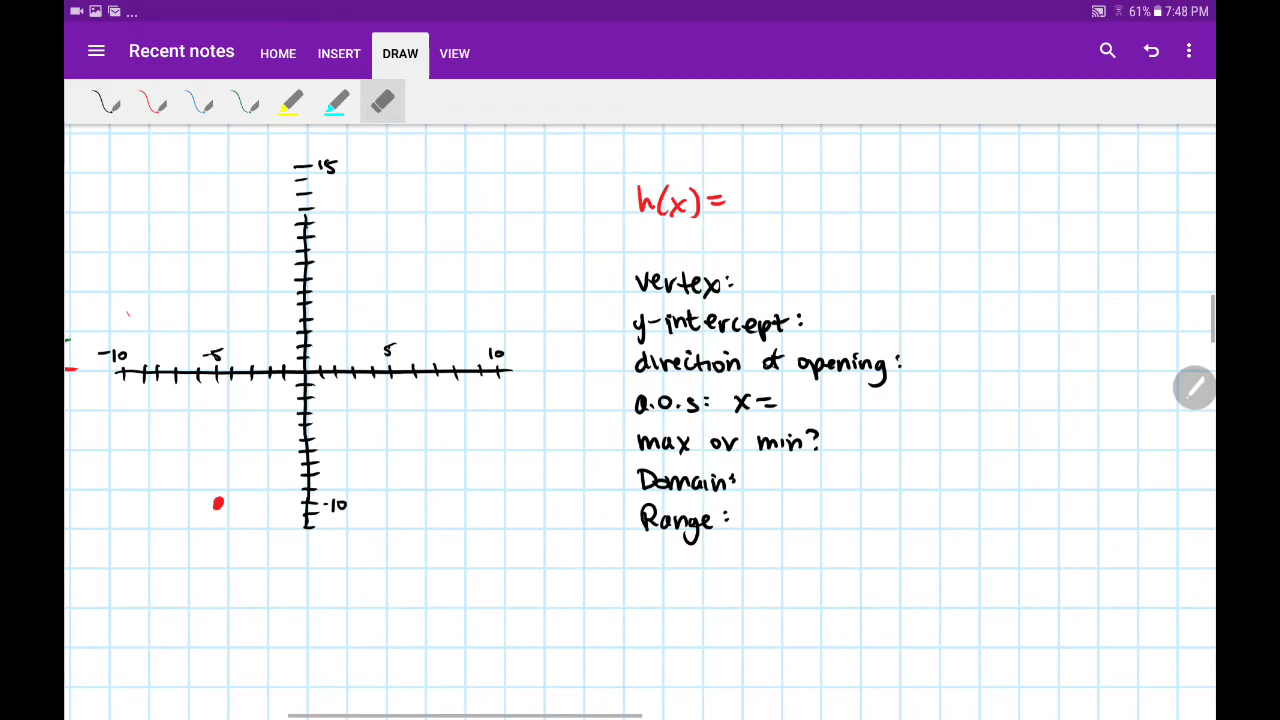 ... 61% 7:48 PM
Recent notes HOME INSERT DRAW VIEW
15
h(x) =
vertex:
y-intercept:
-10 -5 5 10
direction of opening:
a.o.s: x =
max or min?
Domain:
-10
Range: